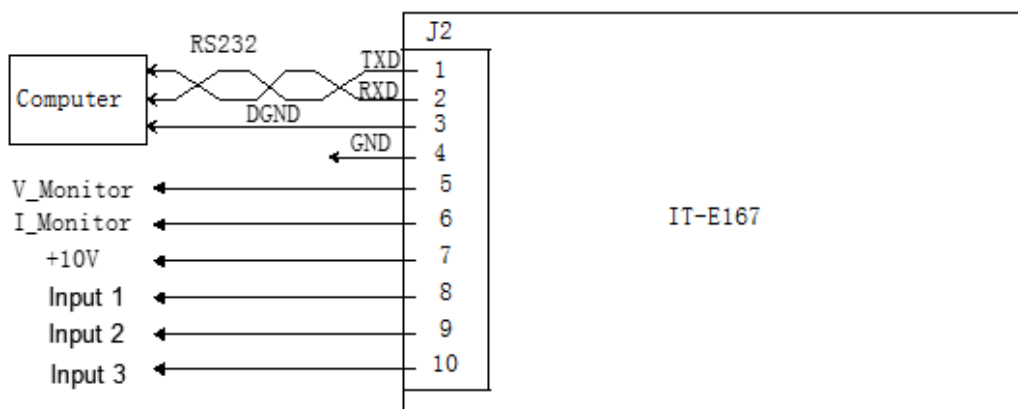 J2
RS232
TXD
1
Computer
RXD
2
DGND
3
GND
4
V_Monitor
5
I_Monitor
6
IT-E167
+10V
7
Input 1
8
Input 2
9
Input 3
10